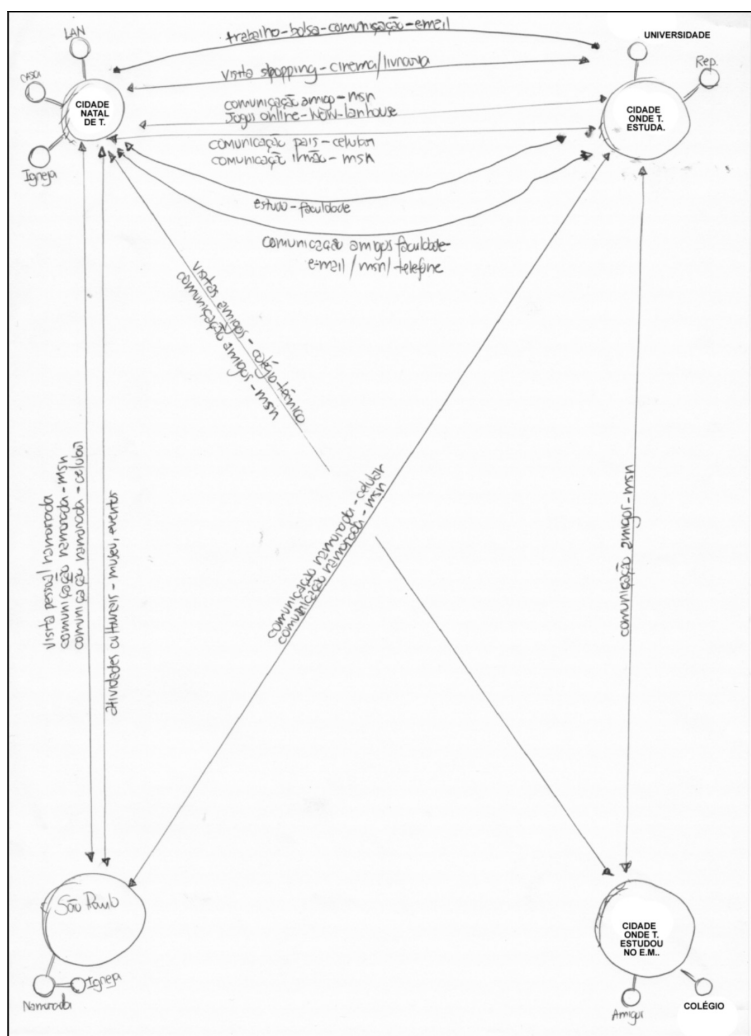 LAN
casa
CIDADE
NATAL
DE T.
Igreja
trabalho-bolsa-comunicação-email
visita shopping-cinema/livraria
comunicação amigo-msn
Jogos online-
comunicação pais-celular
comunicação irmão-msn
estudo-faculdade
comunicação amigos faculdade-
e-mail/msn/telefone
UNIVERSIDADE
Rep.
CIDADE
ONDE T.
ESTUDA.
visitas amigos-colégio técnico
comunicação amigos-msn
visita pessoal namorada
comunicação namorada-msn
comunicação namorada-celular
atividades culturais-museu, eventos
comunicação namorada-celular
comunicação namorada-msn
comunicação amigos-msn
São Paulo
Igreja
Namorada
CIDADE
ONDE T.
ESTUDOU
NO E.M..
Amigos
COLÉGIO